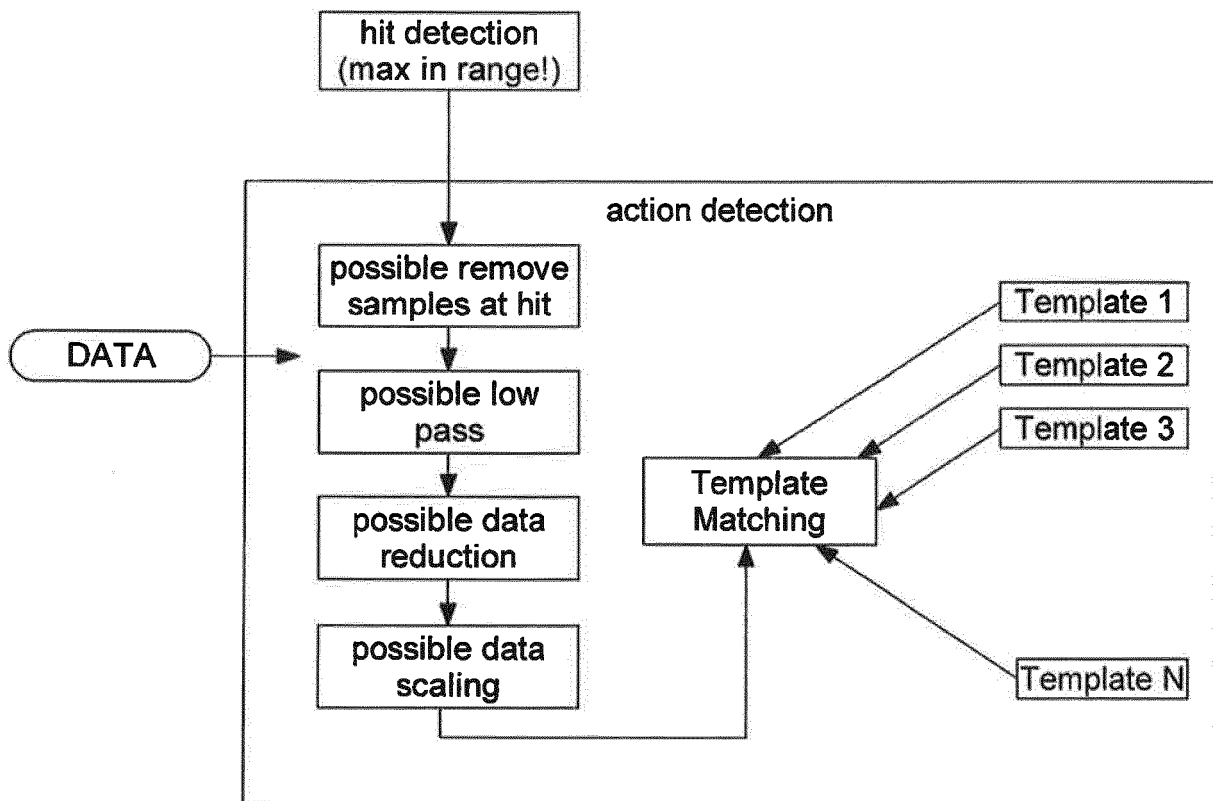 hit detection
(max in range!)
action detection
possible remove
samples at hit
DATA
possible low
pass
possible data
reduction
possible data
scaling
Template
Matching
Template 1
Template 2
Template 3
Template N